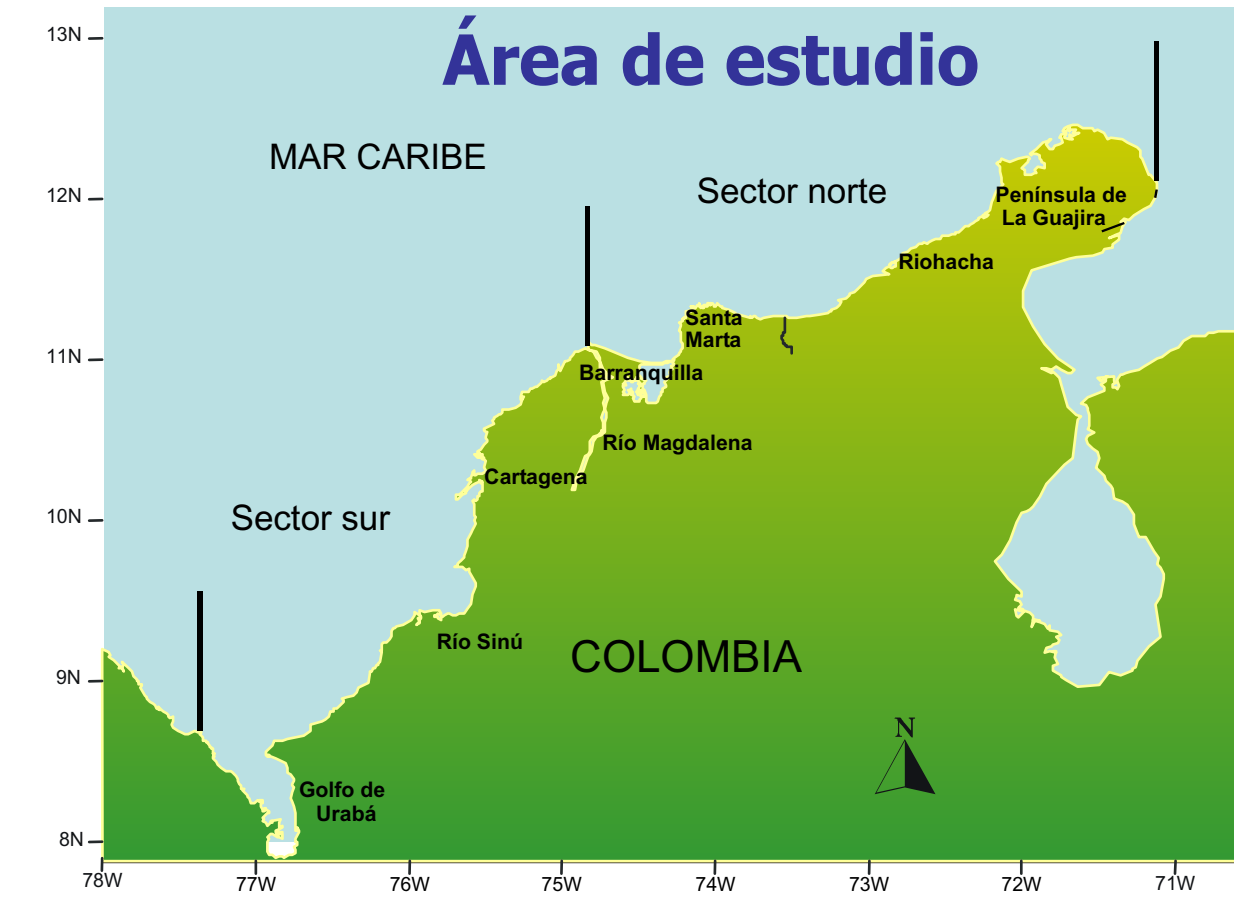 Área de estudio
13N
MAR CARIBE
Sector norte
12N
Península de
La Guajira
Riohacha
Santa
Marta
11N
Barranquilla
Río Magdalena
Cartagena
10N
Sector sur
Río Sinú
COLOMBIA
9N
N
Golfo de
Urabá
8N
78W 77W 76W 75W 74W 73W 72W 71W